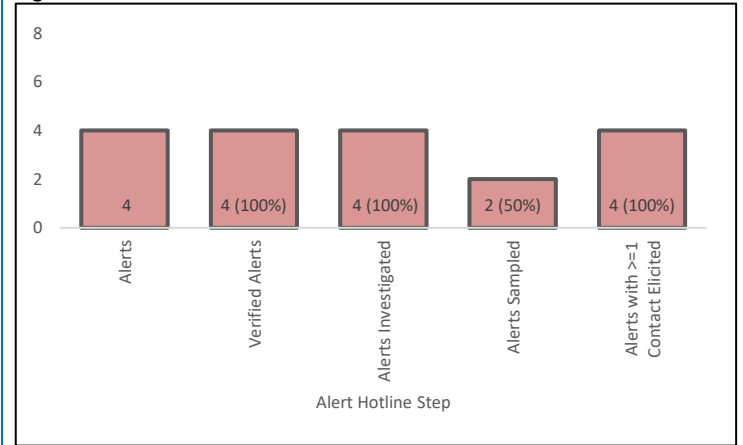 8
6
4
2
0
4
4 (100%)
4 (100%)
2 (50%)
4 (100%)
Alerts
Verified Alerts
Alerts Investigated
Alerts Sampled
Alerts with >=1
Contact Elicited
Alert Hotline Step